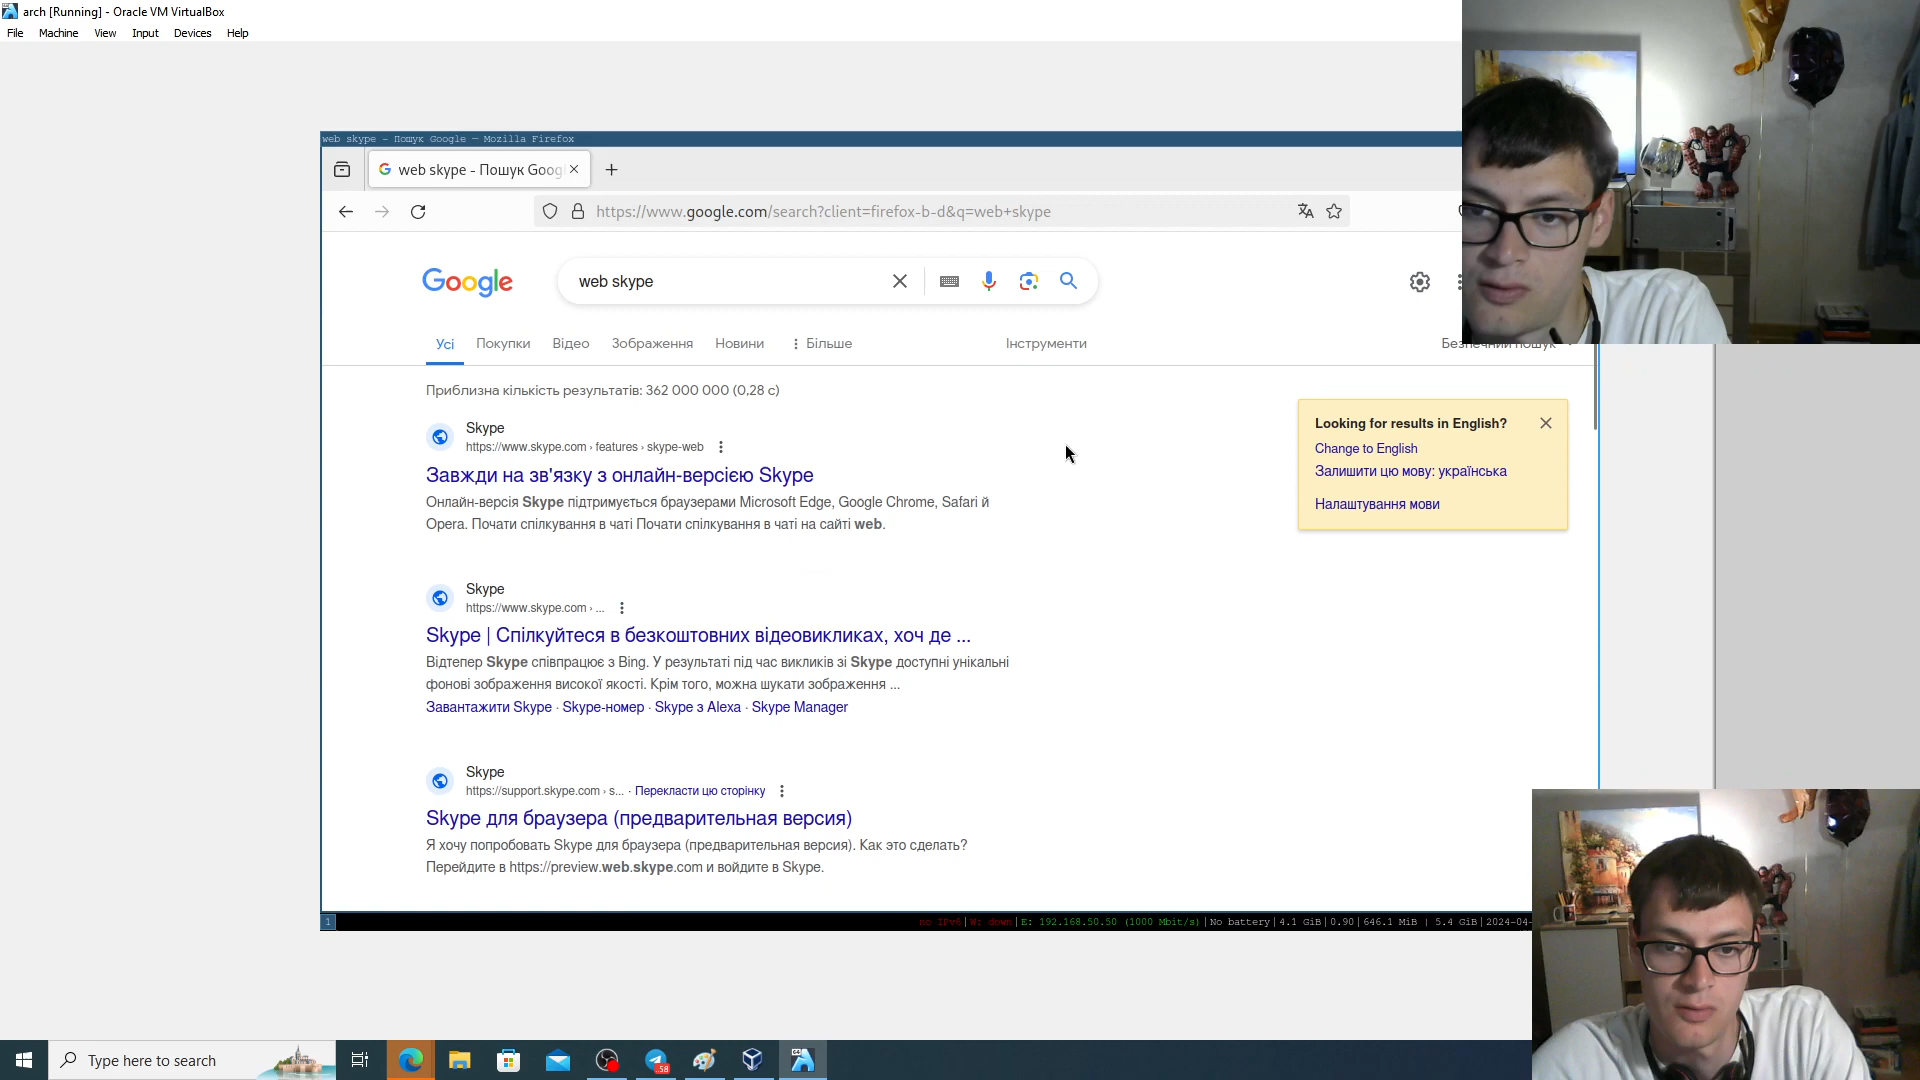 arch [Running] - Oracle VM VirtualBox
File Machine View Input Devices Help
web skype — Пошук Google — Mozilla Firefox
web skype - Пошук Goog
https://www.google.com/search?client=firefox-b-d&q=web+skype
Google
web skype
Усі Покупки Відео Зображення Новини Більше Інструменти
Приблизна кількість результатів: 362 000 000 (0,28 с)
Looking for results in English?
Change to English
Залишити цю мову: українська
Налаштування мови
Skype
https://www.skype.com › features › skype-web
Завжди на зв'язку з онлайн-версією Skype
Онлайн-версія Skype підтримується браузерами Microsoft Edge, Google Chrome, Safari й
Opera. Почати спілкування в чаті Почати спілкування в чаті на сайті web.
Skype
https://www.skype.com › ...
Skype | Спілкуйтеся в безкоштовних відеовикликах, хоч де ...
Відтепер Skype співпрацює з Bing. У результаті під час викликів зі Skype доступні унікальні
фонові зображення високої якості. Крім того, можна шукати зображення ...
Завантажити Skype · Skype-номер · Skype з Alexa · Skype Manager
Skype
https://support.skype.com › s... · Перекласти цю сторінку
Skype для браузера (предварительная версия)
Я хочу попробовать Skype для браузера (предварительная версия). Как это сделать?
Перейдите в https://preview.web.skype.com и войдите в Skype.
1
no IPv6|W: down|E: 192.168.50.50 (1000 Mbit/s)|No battery|4.1 GiB|0.90|646.1 MiB | 5.4 GiB|2024-04-
Type here to search
58